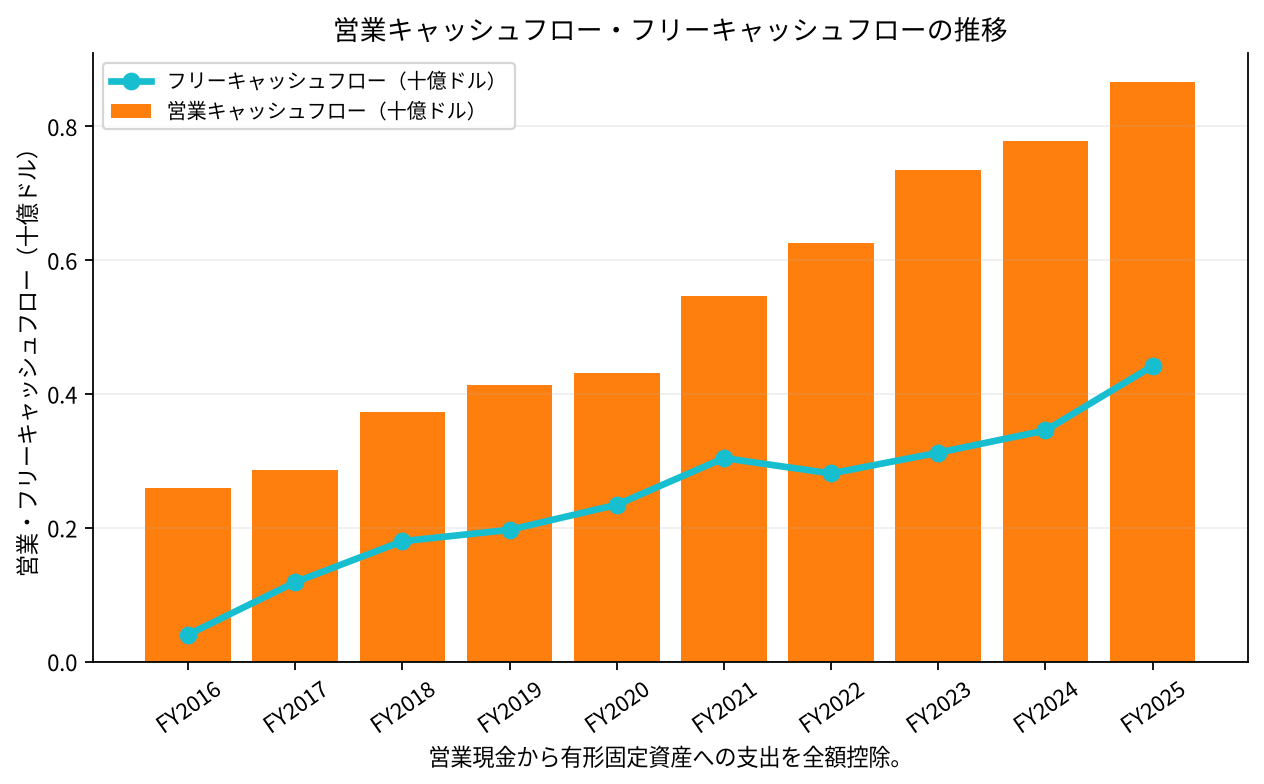 営業キャッシュフロー・フリーキャッシュフローの推移
フリーキャッシュフロー（十億ドル）
営業キャッシュフロー（十億ドル）
営業・フリーキャッシュフロー（十億ドル）
0.8
0.6
0.4
0.2
0.0
FY2016
FY2017
FY2018
FY2019
FY2020
FY2021
FY2022
FY2023
FY2024
FY2025
営業現金から有形固定資産への支出を全額控除。